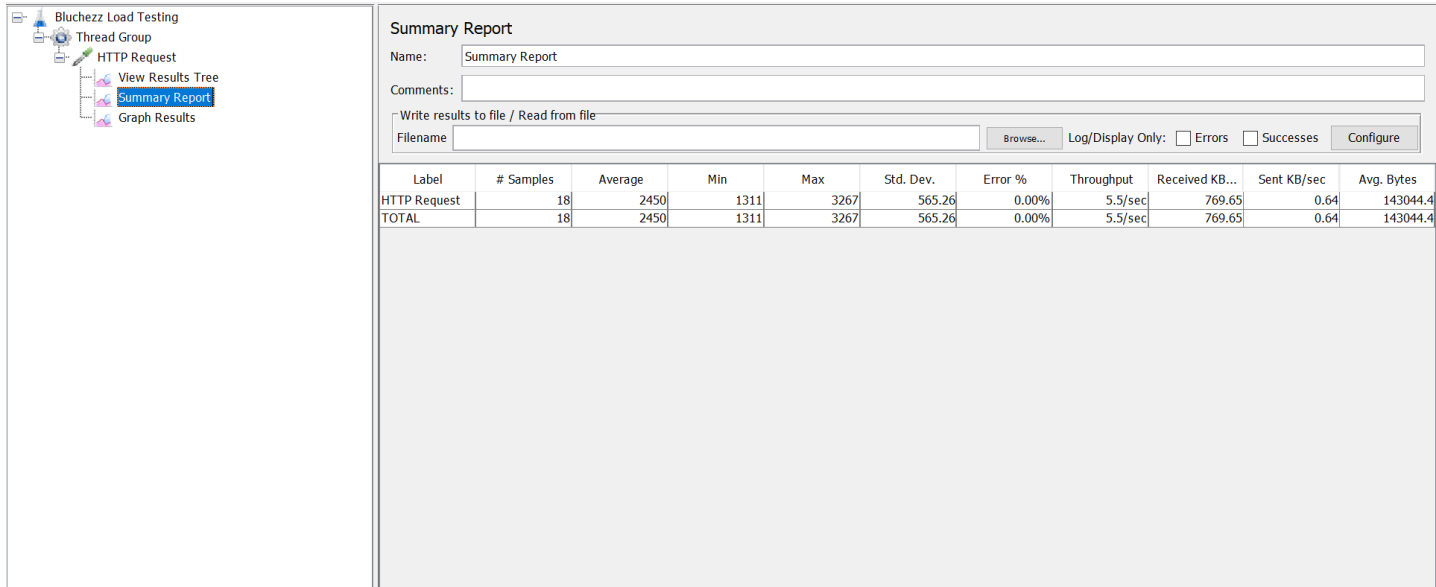 Bluchezz Load Testing
Thread Group
HTTP Request
View Results Tree
Summary Report
Graph Results
Summary Report
Name: Summary Report
Comments:
Write results to file / Read from file
Filename Browse... Log/Display Only: Errors Successes Configure
Label # Samples Average Min Max Std. Dev. Error % Throughput Received KB... Sent KB/sec Avg. Bytes
HTTP Request 18 2450 1311 3267 565.26 0.00% 5.5/sec 769.65 0.64 143044.4
TOTAL 18 2450 1311 3267 565.26 0.00% 5.5/sec 769.65 0.64 143044.4